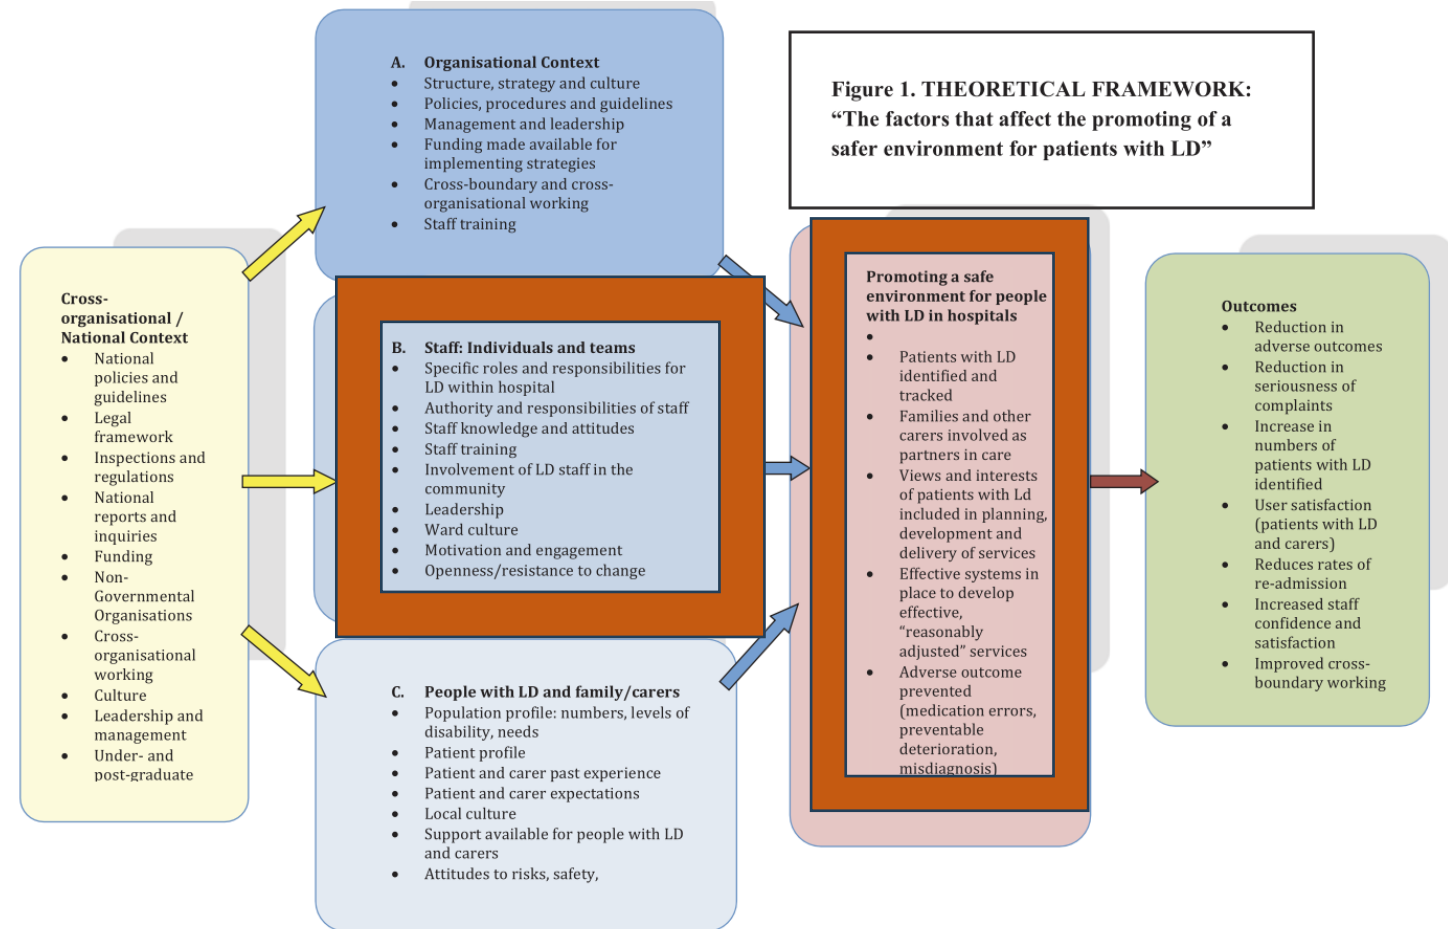 Figure 1. THEORETICAL FRAMEWORK:
“The factors that affect the promoting of a
safer environment for patients with LD”
Cross-
organisational /
National Context
• National
policies and
guidelines
• Legal
framework
• Inspections and
regulations
• National
reports and
inquiries
• Funding
• Non-
Governmental
Organisations
• Cross-
organisational
working
• Culture
• Leadership and
management
• Under- and
post-graduate
A. Organisational Context
• Structure, strategy and culture
• Policies, procedures and guidelines
• Management and leadership
• Funding made available for
implementing strategies
• Cross-boundary and cross-
organisational working
• Staff training
B. Staff: Individuals and teams
• Specific roles and responsibilities for
LD within hospital
• Authority and responsibilities of staff
• Staff knowledge and attitudes
• Staff training
• Involvement of LD staff in the
community
• Leadership
• Ward culture
• Motivation and engagement
• Openness/resistance to change
C. People with LD and family/carers
• Population profile: numbers, levels of
disability, needs
• Patient profile
• Patient and carer past experience
• Patient and carer expectations
• Local culture
• Support available for people with LD
and carers
• Attitudes to risks, safety,
Promoting a safe
environment for people
with LD in hospitals
•
• Patients with LD
identified and
tracked
• Families and other
carers involved as
partners in care
• Views and interests
of patients with Ld
included in planning,
development and
delivery of services
• Effective systems in
place to develop
effective,
“reasonably
adjusted” services
• Adverse outcome
prevented
(medication errors,
preventable
deterioration,
misdiagnosis)
Outcomes
• Reduction in
adverse outcomes
• Reduction in
seriousness of
complaints
• Increase in
numbers of
patients with LD
identified
• User satisfaction
(patients with LD
and carers)
• Reduces rates of
re-admission
• Increased staff
confidence and
satisfaction
• Improved cross-
boundary working